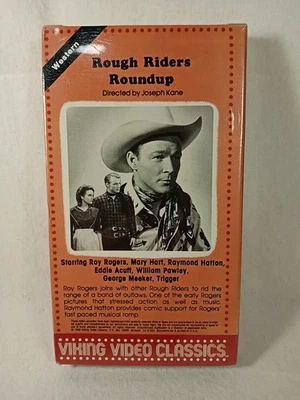 Western
Rough Riders
Roundup
Directed by Joseph Kane
Starring Roy Rogers, Mary Hart, Raymond Hatton,
Eddie Acuff, William Pawley,
George Meeker, Trigger
Roy Rogers joins with other Rough Riders to rid the
range of a band of outlaws. One of the early Rogers
pictures that stressed action as well as music.
Raymond Hatton provides comic support for Rogers'
fast paced musical romp.
VIKING VIDEO CLASSICS